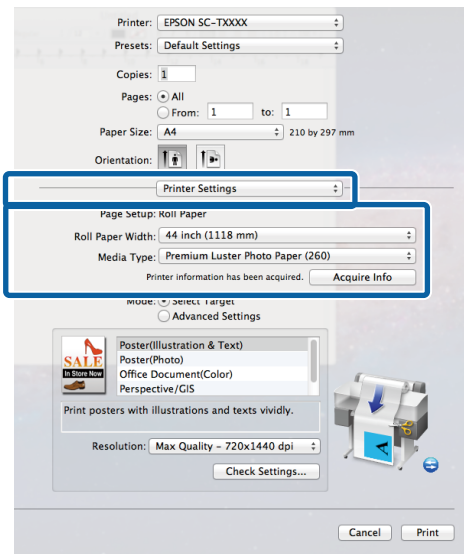 Printer: EPSON SC-TXXXX
Presets: Default Settings
Copies: 1
Pages: All
From: 1 to: 1
Paper Size: A4 210 by 297 mm
Orientation:
Printer Settings
Page Setup: Roll Paper
Roll Paper Width: 44 inch (1118 mm)
Media Type: Premium Luster Photo Paper (260)
Printer information has been acquired. Acquire Info
Mode: Select Target
Advanced Settings
SALE
In Store Now
Poster(Illustration & Text)
Poster(Photo)
Office Document(Color)
Perspective/GIS
Print posters with illustrations and texts vividly.
Resolution: Max Quality – 720x1440 dpi
A
Check Settings...
Cancel Print